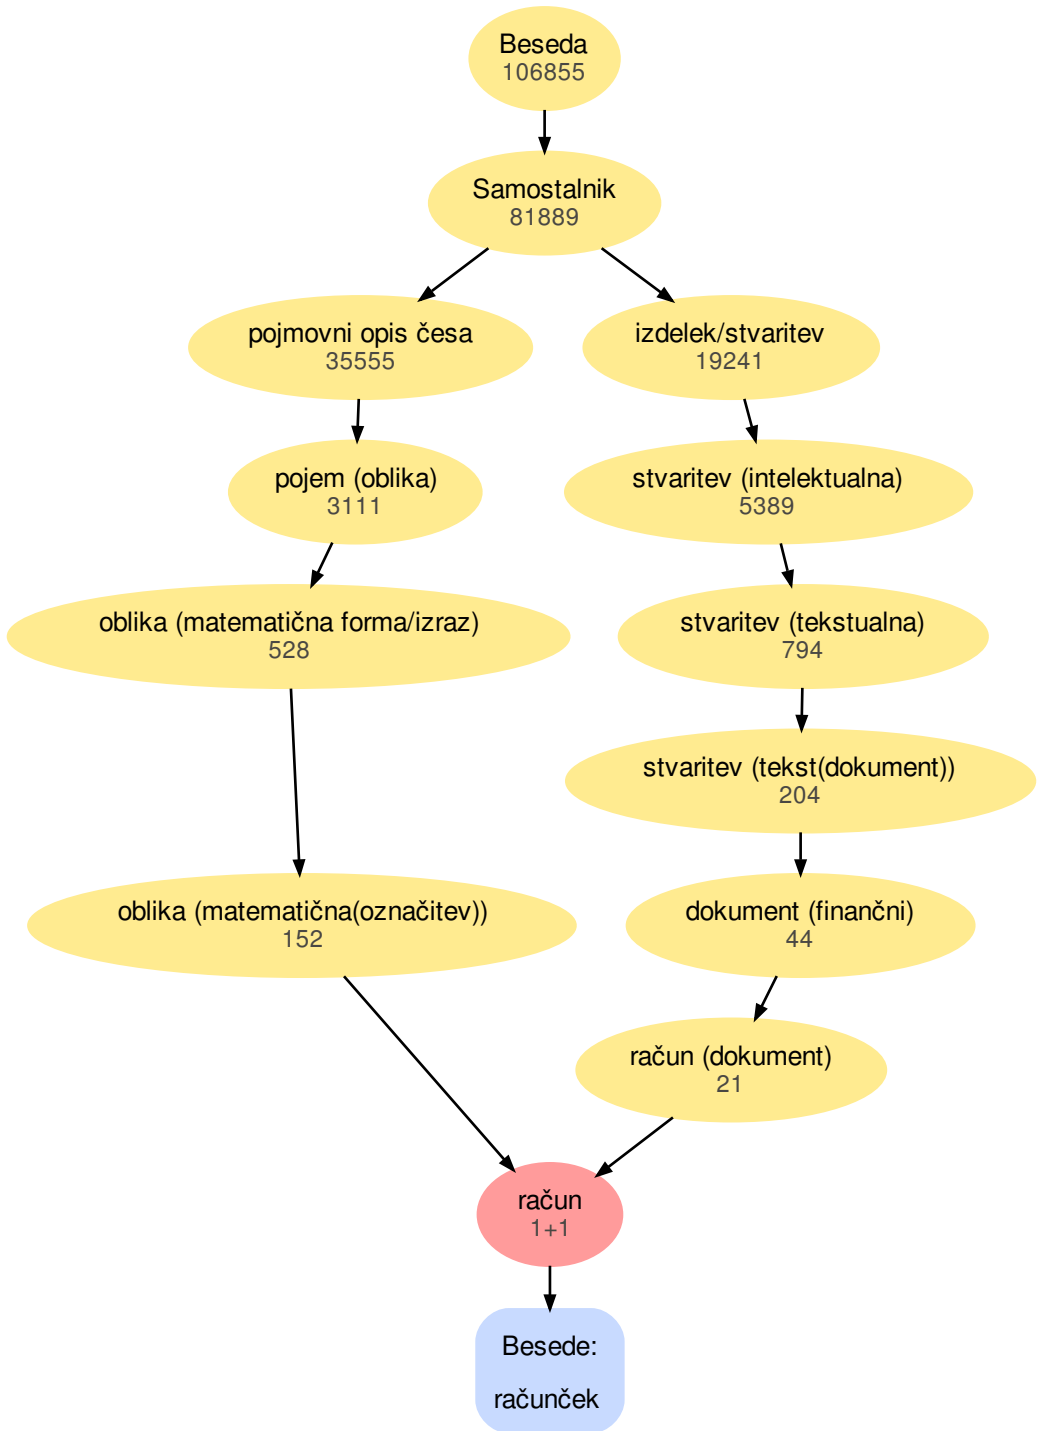 Beseda
106855
Samostalnik
81889
pojmovni opis česa
35555
izdelek/stvaritev
19241
pojem (oblika)
3111
stvaritev (intelektualna)
5389
oblika (matematična forma/izraz)
528
stvaritev (tekstualna)
794
stvaritev (tekst(dokument))
204
oblika (matematična(označitev))
152
dokument (finančni)
44
račun (dokument)
21
račun
1+1
Besede:
računček